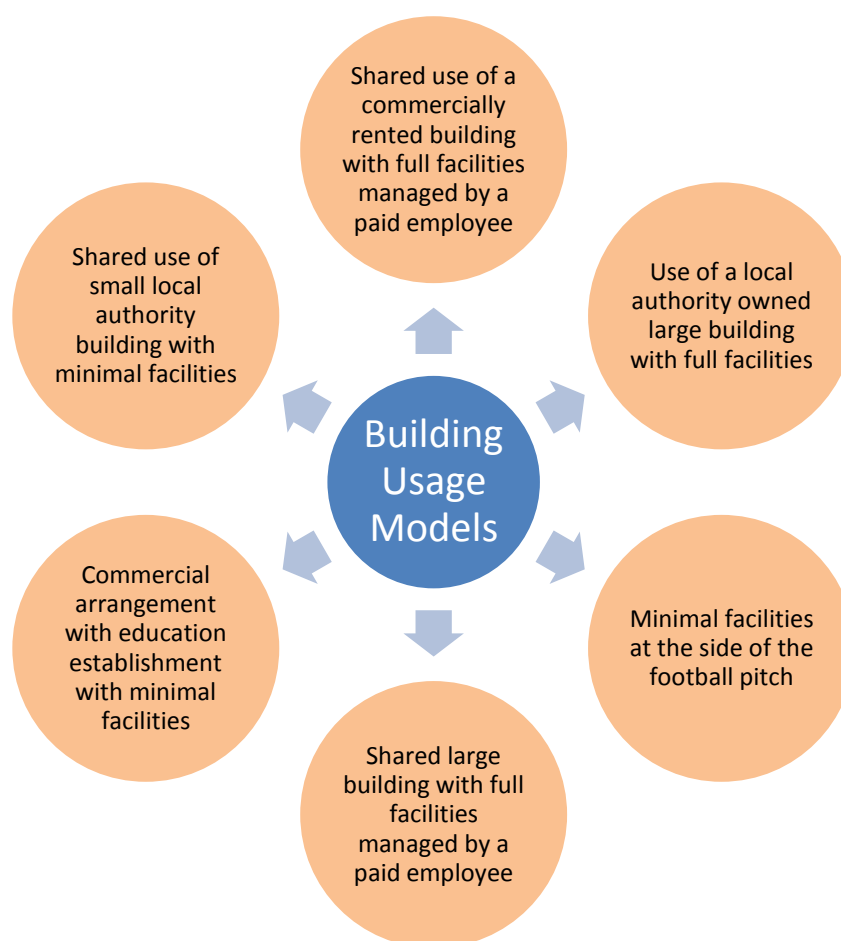 Shared use of a
commercially
rented building
with full facilities
managed by a
paid employee
Use of a local
authority owned
large building
with full facilities
Minimal facilities
at the side of the
football pitch
Shared large
building with full
facilities
managed by a
paid employee
Commercial
arrangement
with education
establishment
with minimal
facilities
Shared use of
small local
authority
building with
minimal facilities
Building
Usage
Models